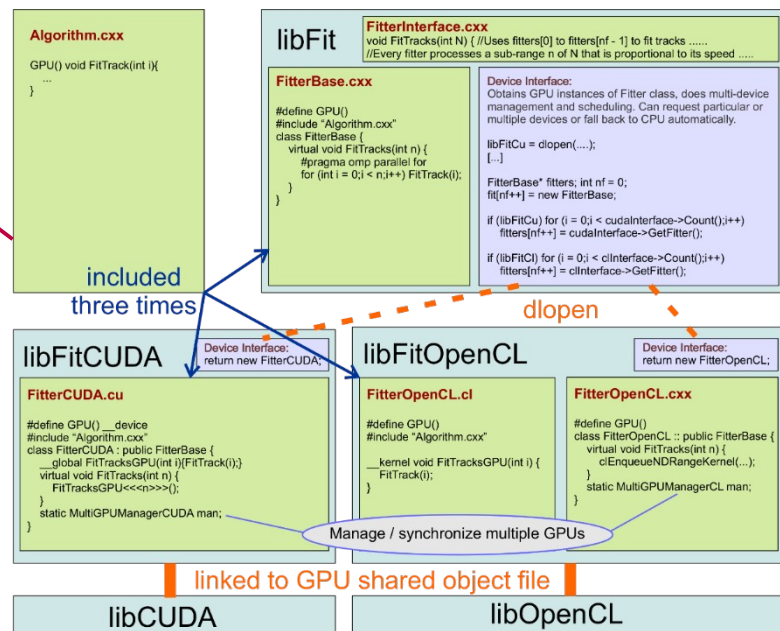 Algorithm.cxx
GPU() void FitTrack(int i){
...
}
libFit
FitterInterface.cxx
void FitTracks(int N) { //Uses fitters[0] to fitters[nf - 1] to fit tracks ......
//Every fitter processes a sub-range n of N that is proportional to its speed .....
FitterBase.cxx
#define GPU()
#include “Algorithm.cxx”
class FitterBase {
virtual void FitTracks(int n) {
#pragma omp parallel for
for (int i = 0;i < n;i++) FitTrack(i);
}
}
Device Interface:
Obtains GPU instances of Fitter class, does multi-device
management and scheduling. Can request particular or
multiple devices or fall back to CPU automatically.
libFitCu = dlopen(....);
[...]
FitterBase* fitters; int nf = 0;
fit[nf++] = new FitterBase;
if (libFitCu) for (i = 0;i < cudaInterface->Count();i++)
fitters[nf++] = cudaInterface->GetFitter();
if (libFitCl) for (i = 0;i < clInterface->Count();i++)
fitters[nf++] = clInterface->GetFitter();
included
three times
dlopen
libFitCUDA
Device Interface:
return new FitterCUDA;
FitterCUDA.cu
#define GPU() __device
#include “Algorithm.cxx”
class FitterCUDA : public FitterBase {
__global FitTracksGPU(int i){FitTrack(i);}
virtual void FitTracks(int n) {
FitTracksGPU<<<n>>>();
}
static MultiGPUManagerCUDA man;
}
libFitOpenCL
Device Interface:
return new FitterOpenCL;
FitterOpenCL.cl
#define GPU()
#include “Algorithm.cxx”
__kernel void FitTracksGPU(int i) {
FitTrack(i);
}
FitterOpenCL.cxx
#define GPU()
class FitterOpenCL :: public FitterBase {
virtual void FitTracks(int n) {
clEnqueueNDRangeKernel(...);
}
static MultiGPUManagerCL man;
}
Manage / synchronize multiple GPUs
linked to GPU shared object file
libCUDA
libOpenCL